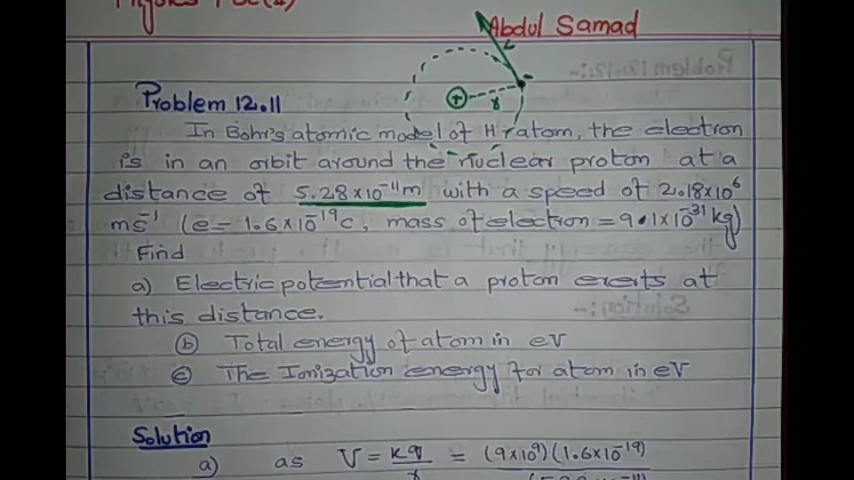 Abdul Samad
Problem 12.11
In Bohr's atomic model of H-atom, the electron
is in an orbit around the nuclear proton at a
distance of 5.28×10⁻¹¹m with a speed of 2.18×10⁶
ms⁻¹ (e= 1.6×10⁻¹⁹c, mass of electron = 9.1×10⁻³¹kg)
Find
a) Electric potential that a proton exerts at
this distance.
b Total energy of atom in eV
c The Ionization energy for atom in eV
Solution
a) as V = kq/r = (9×10⁹)(1.6×10⁻¹⁹)